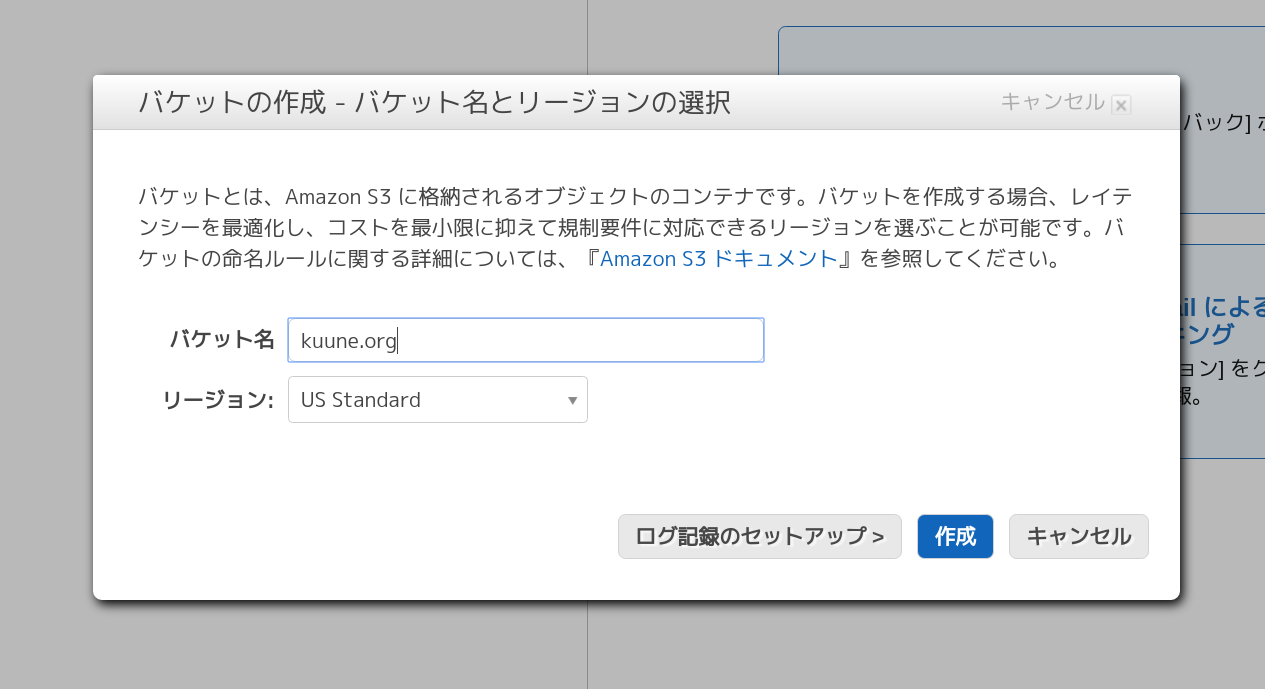 バケットの作成 - バケット名とリージョンの選択
キャンセル
バケットとは、Amazon S3 に格納されるオブジェクトのコンテナです。バケットを作成する場合、レイテ
ンシーを最適化し、コストを最小限に抑えて規制要件に対応できるリージョンを選ぶことが可能です。バ
ケットの命名ルールに関する詳細については、『Amazon S3 ドキュメント』を参照してください。
バケット名
kuune.org
リージョン:
US Standard
ログ記録のセットアップ >
作成
キャンセル
バック]
ail による
キング
ョン] をク
報。